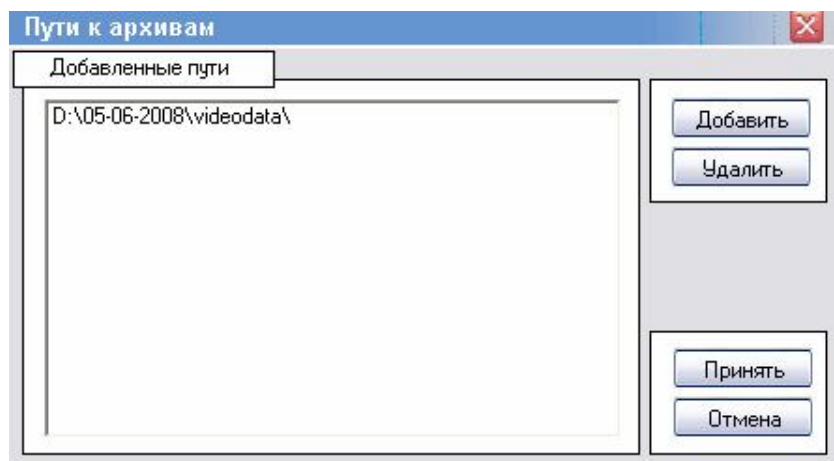 Пути к архивам
Добавленные пути
D:\05-06-2008\videodata\
Добавить
Удалить
Принять
Отмена